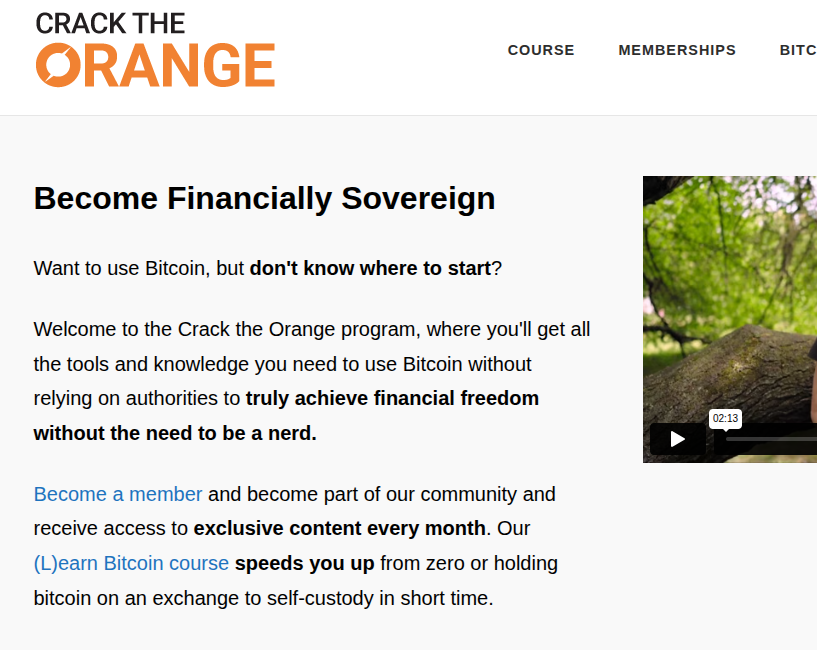 CRACK THE
ORANGE
COURSE MEMBERSHIPS BITC
Become Financially Sovereign
Want to use Bitcoin, but don't know where to start?
Welcome to the Crack the Orange program, where you'll get all
the tools and knowledge you need to use Bitcoin without
relying on authorities to truly achieve financial freedom
without the need to be a nerd.
02:13
Become a member and become part of our community and
receive access to exclusive content every month. Our
(L)earn Bitcoin course speeds you up from zero or holding
bitcoin on an exchange to self-custody in short time.